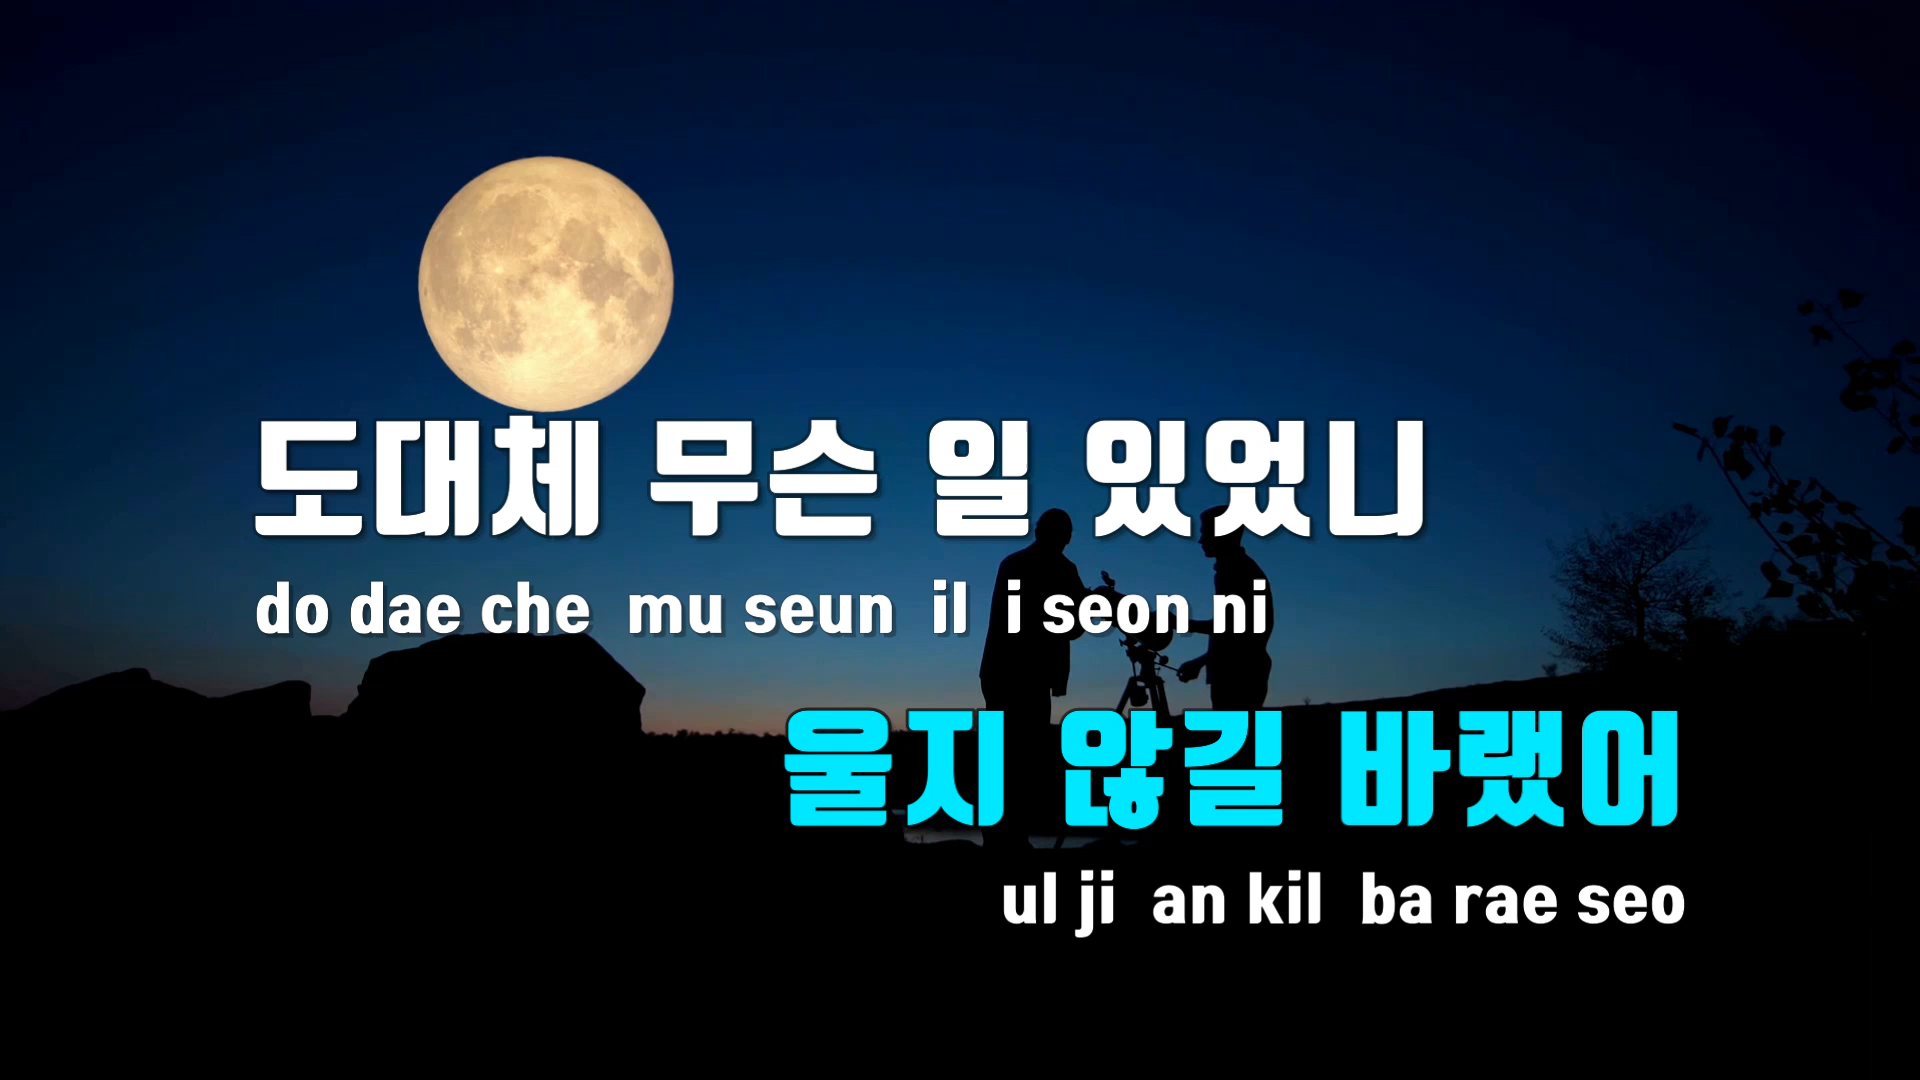 도대체 무슨 일 있었니
do dae che mu seun il i seon ni
울지 않길 바랬어
ul ji an kil ba rae seo